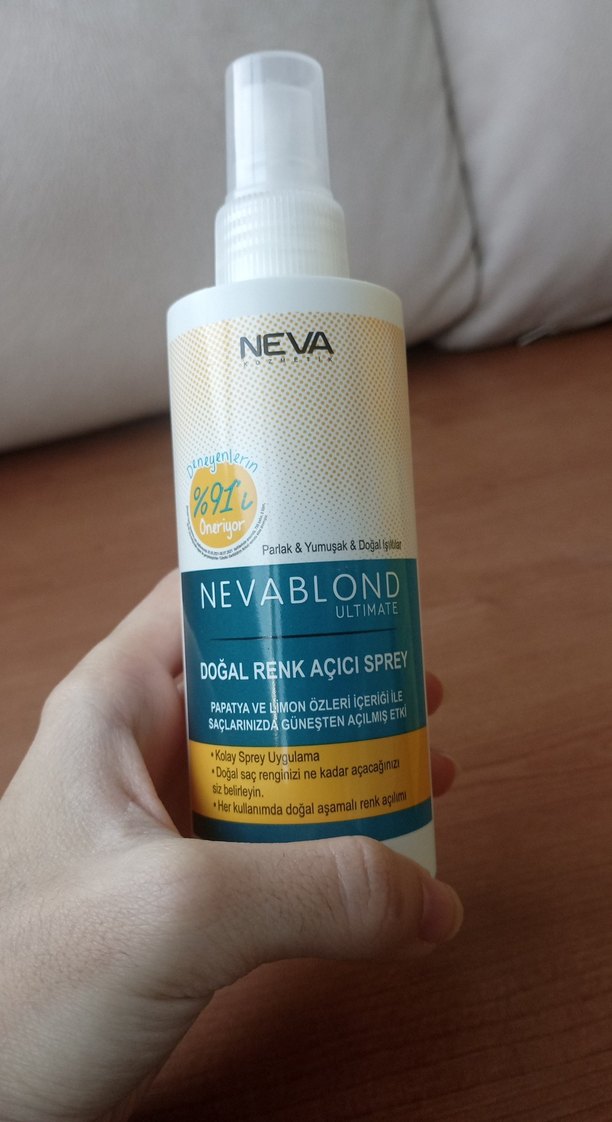 NEVA
KOZMETİK
Deneyenlerin
%91'i
Öneriyor
Parlak & Yumuşak & Doğal Işıltılar
NEVABLOND
ULTIMATE
DOĞAL RENK AÇICI SPREY
PAPATYA VE LİMON ÖZLERİ İÇERİĞİ İLE
SAÇLARINIZDA GÜNEŞTEN AÇILMIŞ ETKİ
• Kolay Sprey Uygulama
• Doğal saç renginizi ne kadar açacağınızı
siz belirleyin.
• Her kullanımda doğal aşamalı renk açılımı